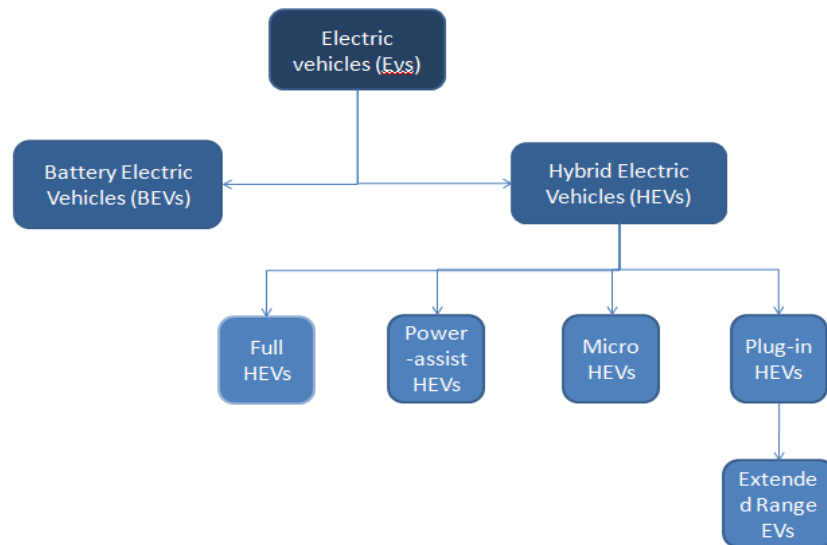 Electric
vehicles (Evs)
Battery Electric
Vehicles (BEVs)
Hybrid Electric
Vehicles (HEVs)
Full
HEVs
Power
-assist
HEVs
Micro
HEVs
Plug-in
HEVs
Extende
d Range
EVs